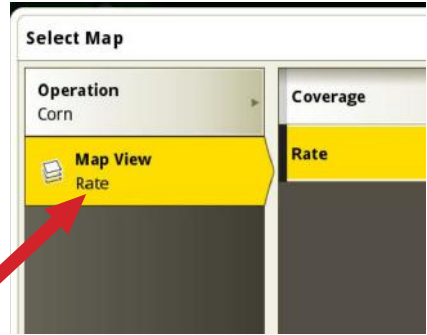 Select Map
Operation
Corn
Map View
Rate
Coverage
Rate